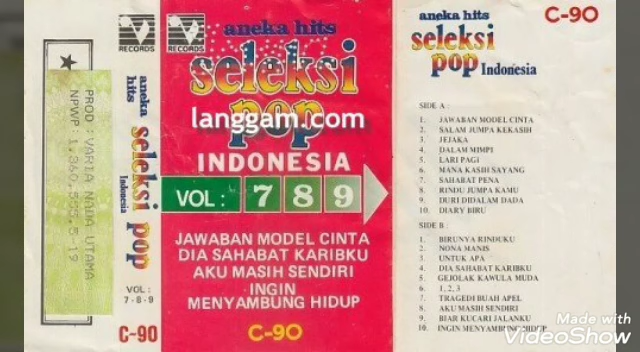 PROD : VARIA NADA UTAMA
NPWP : 1.360.555.5-19
V
RECORDS
aneka
hits
seleksi
pop
Indonesia
VOL :
7-8-9
C-90
V
RECORDS
aneka hits
seleksi
pop
langgam.com
INDONESIA
VOL : 7 8 9
JAWABAN MODEL CINTA
DIA SAHABAT KARIBKU
AKU MASIH SENDIRI
INGIN
MENYAMBUNG HIDUP
C-90
aneka hits
C-90
seleksi
pop Indonesia
SIDE A :
1. JAWABAN MODEL CINTA
2. SALAM JUMPA KEKASIH
3. JEJAKA
4. DALAM MIMPI
5. LARI PAGI
6. MANA KASIH SAYANG
7. SAHABAT PENA
8. RINDU JUMPA KAMU
9. DURI DIDALAM DADA
10. DIARY BIRU
SIDE B :
1. BIRUNYA RINDUKU
2. NONA MANIS
3. UNTUK APA
4. DIA SAHABAT KARIBKU
5. GEJOLAK KAWULA MUDA
6. 1, 2, 3
7. TRAGEDI BUAH APEL
8. AKU MASIH SENDIRI
9. BIAR KUCARI JALANKU
10. INGIN MENYAMBUNG HIDUP
Made with
VideoShow